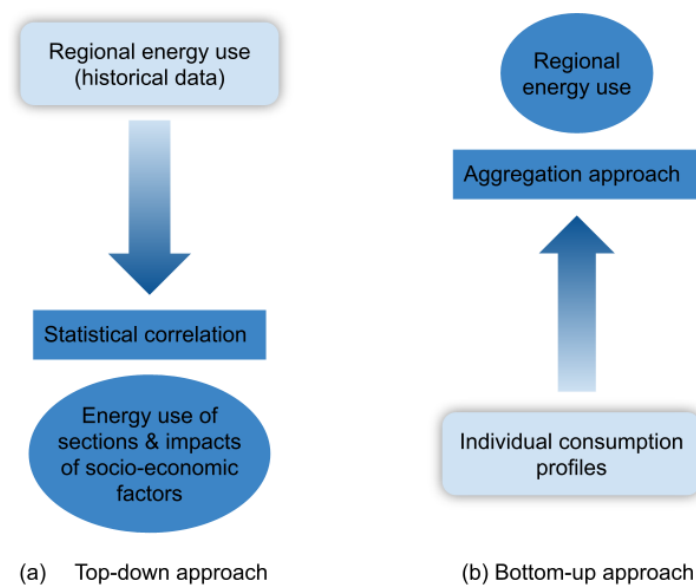 Regional energy use
(historical data)
Statistical correlation
Energy use of
sections & impacts
of socio-economic
factors
(a) Top-down approach
Regional
energy use
Aggregation approach
Individual consumption
profiles
(b) Bottom-up approach